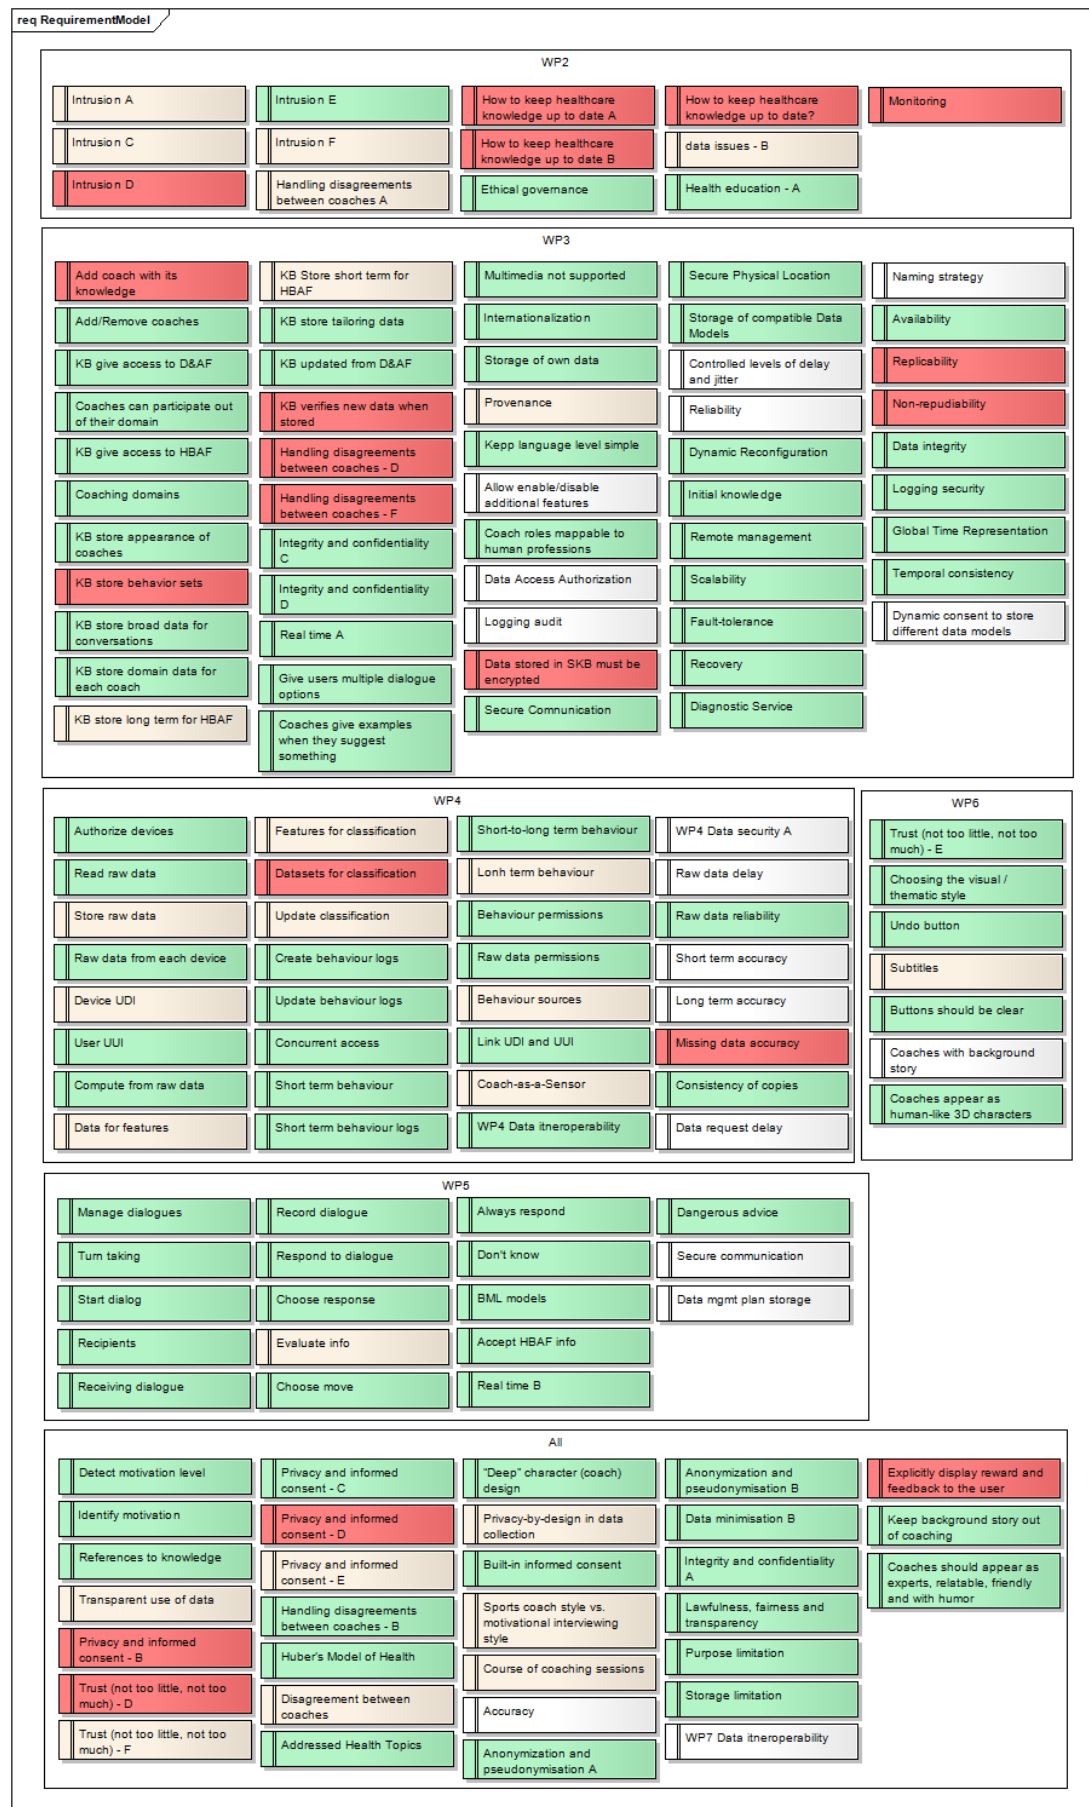 req RequirementModel
WP2
Intrusion A
Intrusion C
Intrusion D
Intrusion E
Intrusion F
Handling disagreements
between coaches A
How to keep healthcare
knowledge up to date A
How to keep healthcare
knowledge up to date B
Ethical governance
How to keep healthcare
knowledge up to date?
data issues - B
Health education - A
Monitoring
WP3
Add coach with its
knowledge
Add/Remove coaches
KB give access to D&AF
Coaches can participate out
of their domain
KB give access to HBAF
Coaching domains
KB store appearance of
coaches
KB store behavior sets
KB store broad data for
conversations
KB store domain data for
each coach
KB store long term for HBAF
KB Store short term for
HBAF
KB store tailoring data
KB updated from D&AF
KB verifies new data when
stored
Handling disagreements
between coaches - D
Handling disagreements
between coaches - F
Integrity and confidentiality
C
Integrity and confidentiality
D
Real time A
Give users multiple dialogue
options
Coaches give examples
when they suggest
something
Multimedia not supported
Internationalization
Storage of own data
Provenance
Kepp language level simple
Allow enable/disable
additional features
Coach roles mappable to
human professions
Data Access Authorization
Logging audit
Data stored in SKB must be
encrypted
Secure Communication
Secure Physical Location
Storage of compatible Data
Models
Controlled levels of delay
and jitter
Reliability
Dynamic Reconfiguration
Initial knowledge
Remote management
Scalability
Fault-tolerance
Recovery
Diagnostic Service
Naming strategy
Availability
Replicability
Non-repudiability
Data integrity
Logging security
Global Time Representation
Temporal consistency
Dynamic consent to store
different data models
WP4
Authorize devices
Read raw data
Store raw data
Raw data from each device
Device UDI
User UUI
Compute from raw data
Data for features
Features for classification
Datasets for classification
Update classification
Create behaviour logs
Update behaviour logs
Concurrent access
Short term behaviour
Short term behaviour logs
Short-to-long term behaviour
Lonh term behaviour
Behaviour permissions
Raw data permissions
Behaviour sources
Link UDI and UUI
Coach-as-a-Sensor
WP4 Data itneroperability
WP4 Data security A
Raw data delay
Raw data reliability
Short term accuracy
Long term accuracy
Missing data accuracy
Consistency of copies
Data request delay
WP6
Trust (not too little, not too
much) - E
Choosing the visual /
thematic style
Undo button
Subtitles
Buttons should be clear
Coaches with background
story
Coaches appear as
human-like 3D characters
WP5
Manage dialogues
Turn taking
Start dialog
Recipients
Receiving dialogue
Record dialogue
Respond to dialogue
Choose response
Evaluate info
Choose move
Always respond
Don't know
BML models
Accept HBAF info
Real time B
Dangerous advice
Secure communication
Data mgmt plan storage
All
Detect motivation level
Identify motivation
References to knowledge
Transparent use of data
Privacy and informed
consent - B
Trust (not too little, not too
much) - D
Trust (not too little, not too
much) - F
Privacy and informed
consent - C
Privacy and informed
consent - D
Privacy and informed
consent - E
Handling disagreements
between coaches - B
Huber's Model of Health
Disagreement between
coaches
Addressed Health Topics
"Deep" character (coach)
design
Privacy-by-design in data
collection
Built-in informed consent
Sports coach style vs.
motivational interviewing
style
Course of coaching sessions
Accuracy
Anonymization and
pseudonymisation A
Anonymization and
pseudonymisation B
Data minimisation B
Integrity and confidentiality
A
Lawfulness, fairness and
transparency
Purpose limitation
Storage limitation
WP7 Data itneroperability
Explicitly display reward and
feedback to the user
Keep background story out
of coaching
Coaches should appear as
experts, relatable, friendly
and with humor